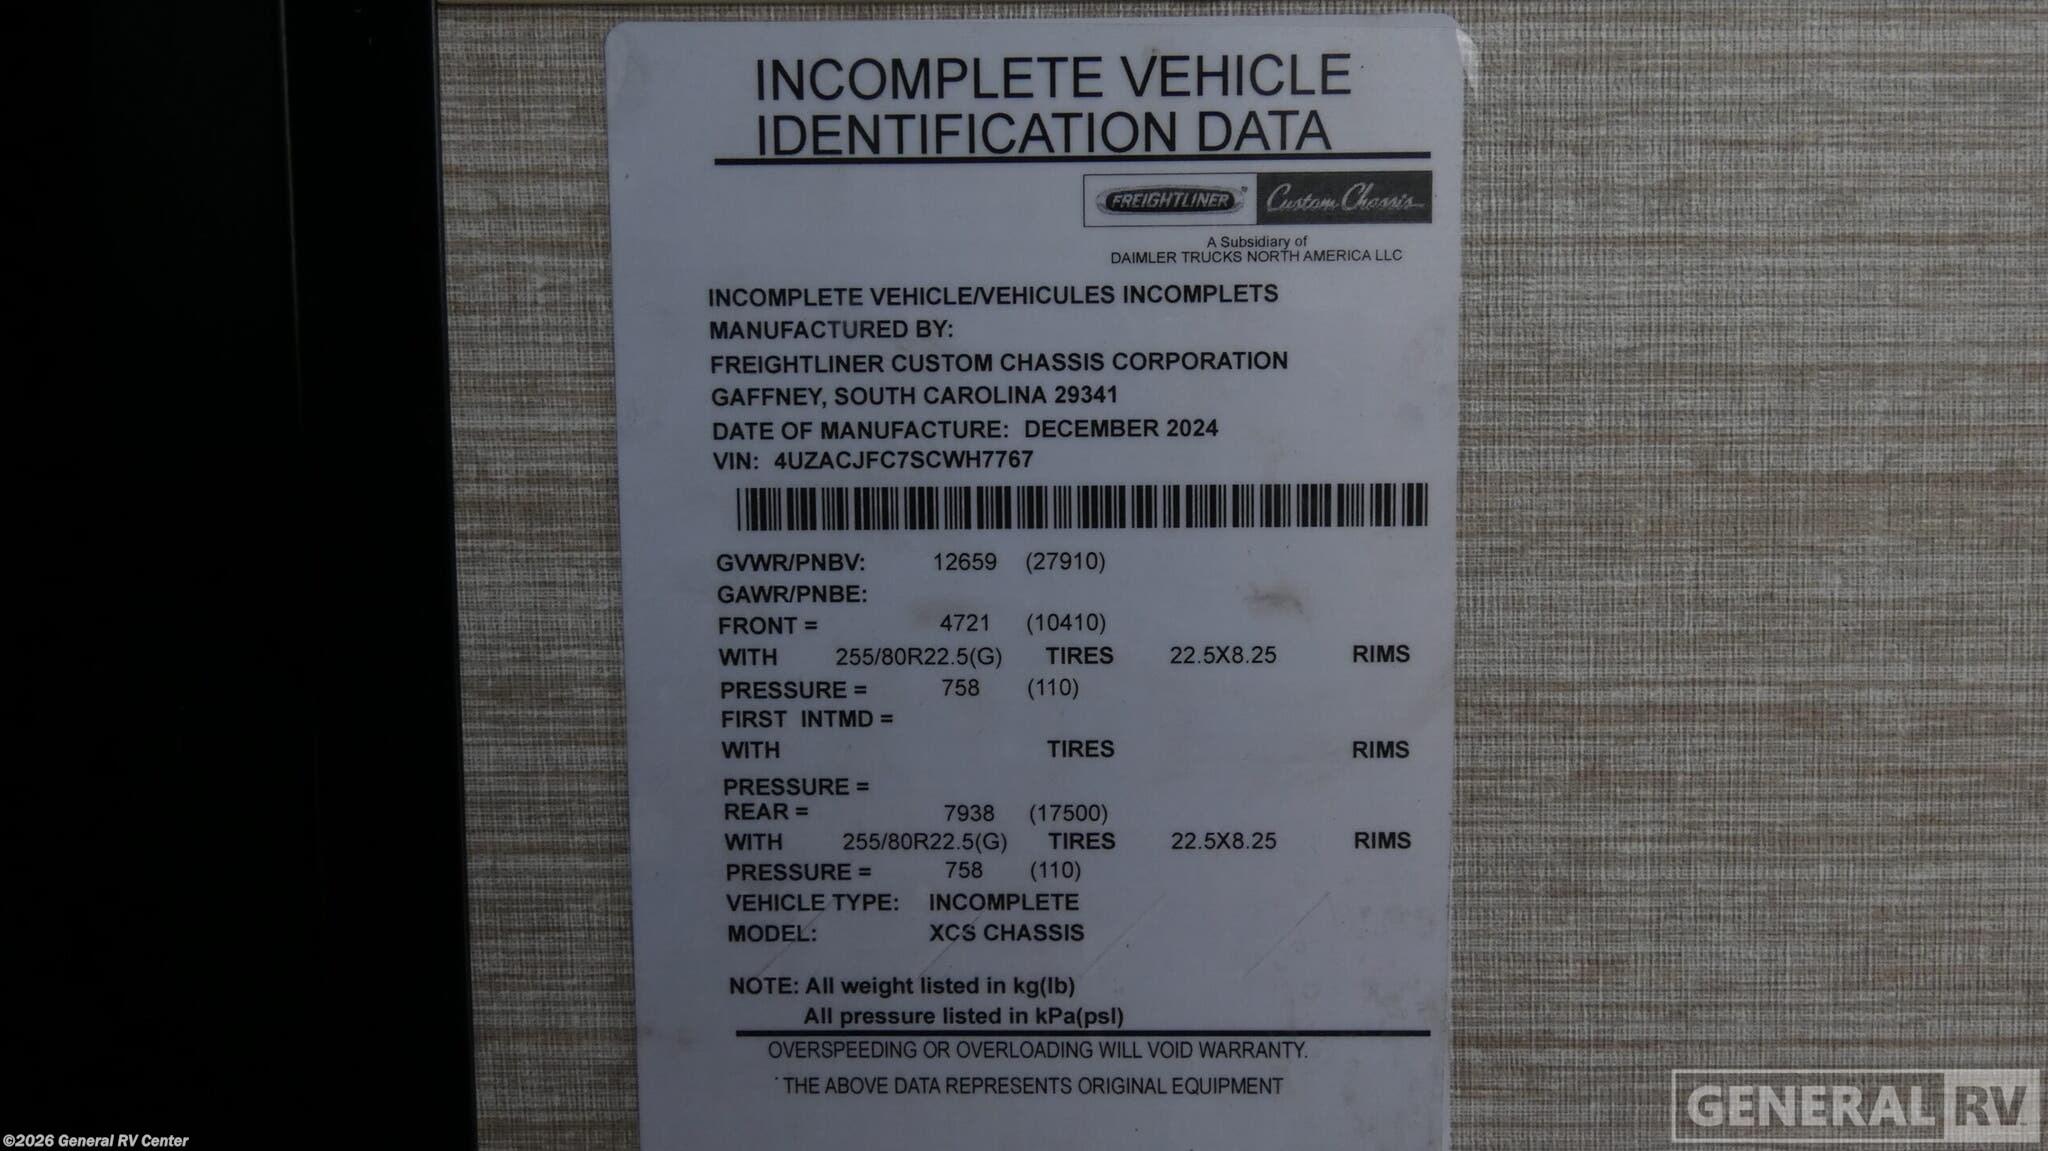 INCOMPLETE VEHICLE
IDENTIFICATION DATA
FREIGHTLINER® Custom Chassis
A Subsidiary of
DAIMLER TRUCKS NORTH AMERICA LLC
INCOMPLETE VEHICLE/VEHICULES INCOMPLETS
MANUFACTURED BY:
FREIGHTLINER CUSTOM CHASSIS CORPORATION
GAFFNEY, SOUTH CAROLINA 29341
DATE OF MANUFACTURE: DECEMBER 2024
VIN: 4UZACJFC7SCWH7767
GVWR/PNBV: 12659 (27910)
GAWR/PNBE:
FRONT = 4721 (10410)
WITH 255/80R22.5(G) TIRES 22.5X8.25 RIMS
PRESSURE = 758 (110)
FIRST INTMD =
WITH TIRES RIMS
PRESSURE =
REAR = 7938 (17500)
WITH 255/80R22.5(G) TIRES 22.5X8.25 RIMS
PRESSURE = 758 (110)
VEHICLE TYPE: INCOMPLETE
MODEL: XCS CHASSIS
NOTE: All weight listed in kg(lb)
All pressure listed in kPa(psl)
OVERSPEEDING OR OVERLOADING WILL VOID WARRANTY.
THE ABOVE DATA REPRESENTS ORIGINAL EQUIPMENT
GENERAL RV
©2026 General RV Center